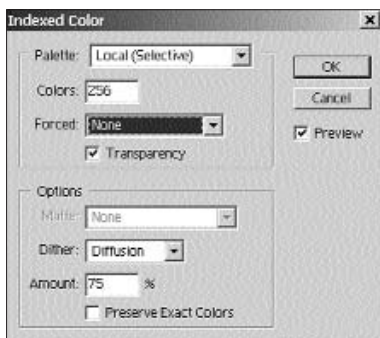 Indexed Color
Palette: Local (Selective)
Colors: 256
Forced: None
Transparency
OK
Cancel
Preview
Options
Matte: None
Dither: Diffusion
Amount: 75 %
Preserve Exact Colors